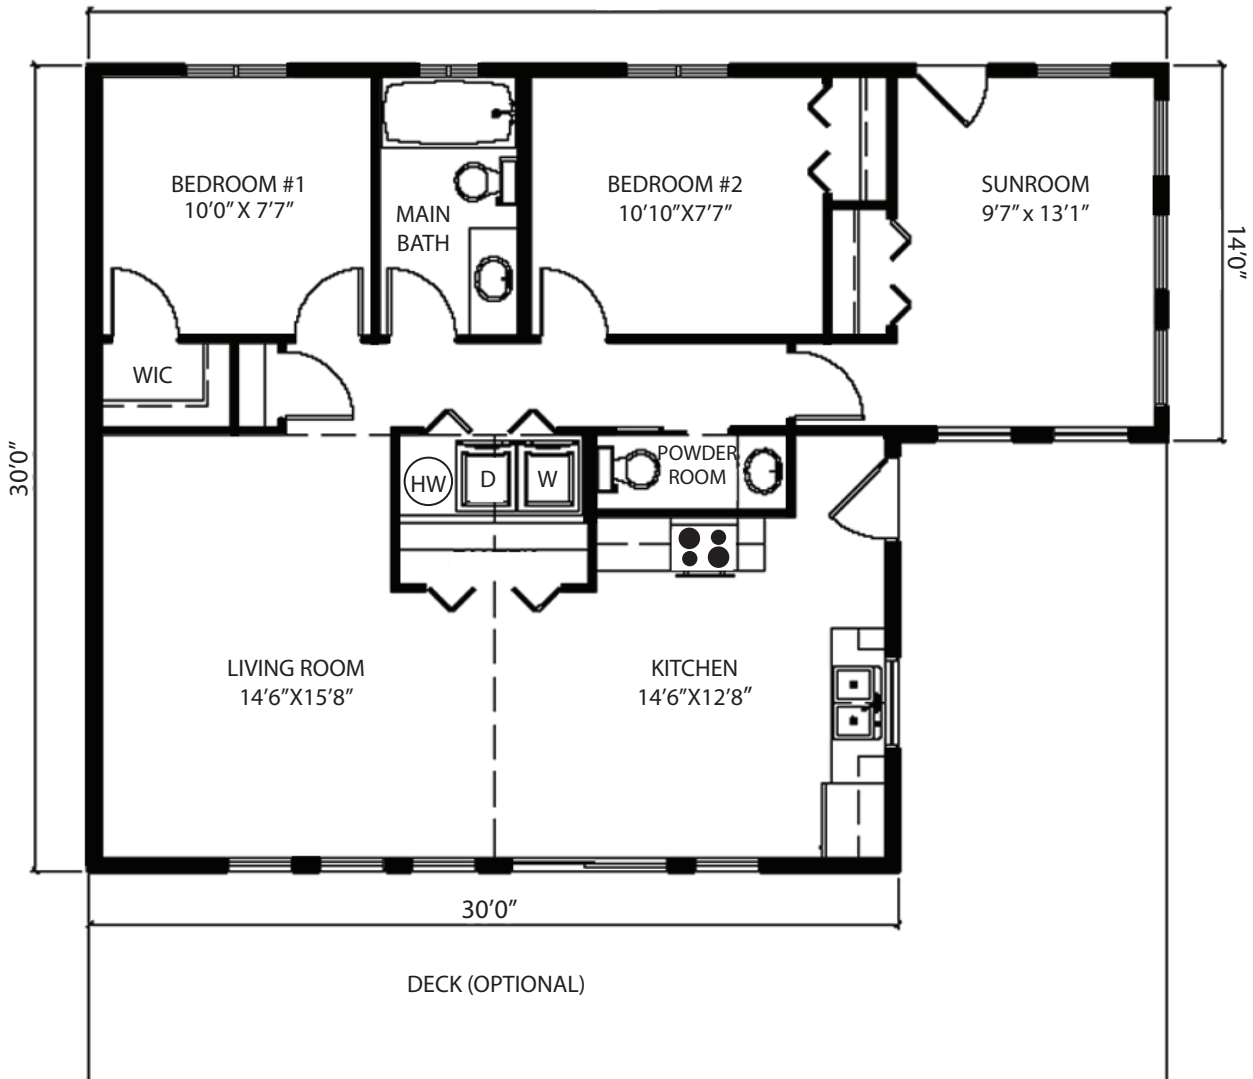 BEDROOM #1
10’0” X 7’7”
MAIN
BATH
BEDROOM #2
10’10”X7’7”
SUNROOM
9’7” x 13’1”
14’0”
WIC
30’0”
HW
D
W
POWDER
ROOM
LIVING ROOM
14’6”X15’8”
KITCHEN
14’6”X12’8”
30’0”
DECK (OPTIONAL)